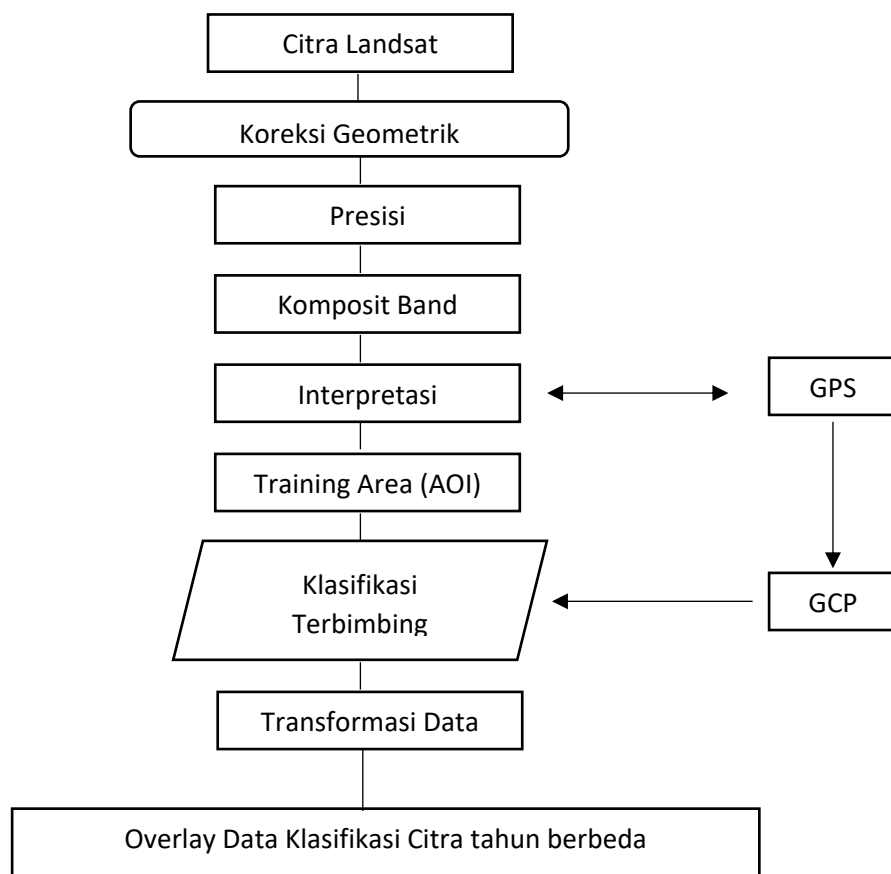 Citra Landsat
Koreksi Geometrik
Presisi
Komposit Band
Interpretasi
GPS
Training Area (AOI)
Klasifikasi
Terbimbing
GCP
Transformasi Data
Overlay Data Klasifikasi Citra tahun berbeda